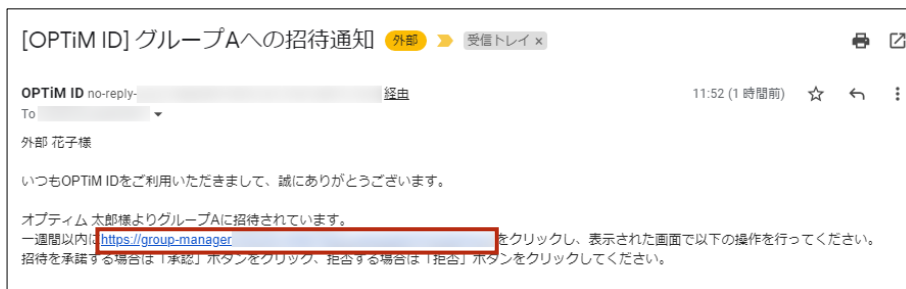 [OPTiM ID] グループAへの招待通知 外部 受信トレイ ×
OPTiM ID no-reply- 経由 11:52 (1 時間前)
To
外部 花子様
いつもOPTiM IDをご利用いただきまして、誠にありがとうございます。
オプティム 太郎様よりグループAに招待されています。
一週間以内に https://group-manager をクリックし、表示された画面で以下の操作を行ってください。
招待を承諾する場合は「承認」ボタンをクリック、拒否する場合は「拒否」ボタンをクリックしてください。